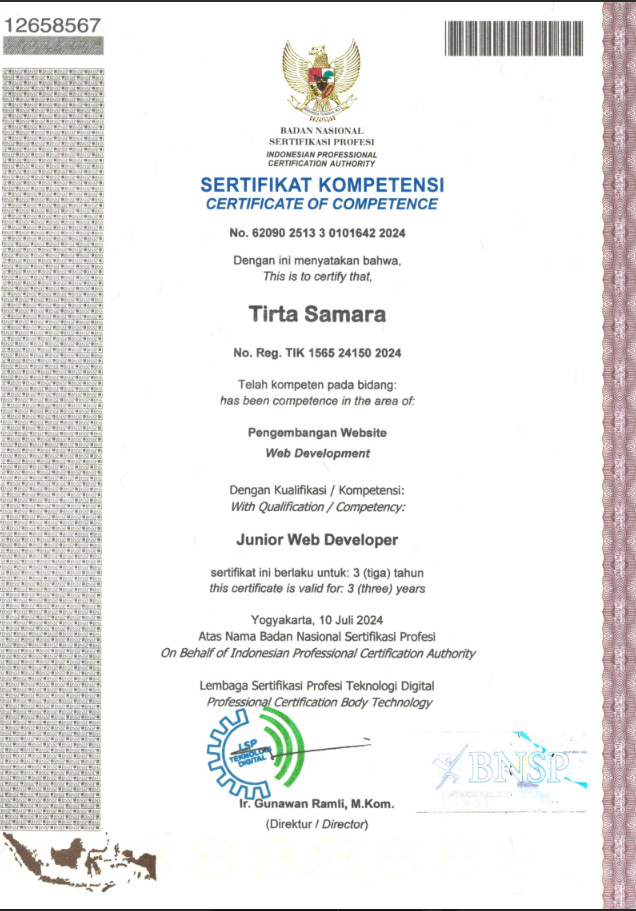 12658567
BADAN NASIONAL
SERTIFIKASI PROFESI
INDONESIAN PROFESSIONAL
CERTIFICATION AUTHORITY
SERTIFIKAT KOMPETENSI
CERTIFICATE OF COMPETENCE
No. 62090 2513 3 0101642 2024
Dengan ini menyatakan bahwa,
This is to certify that,
Tirta Samara
No. Reg. TIK 1565 24150 2024
Telah kompeten pada bidang:
has been competence in the area of:
Pengembangan Website
Web Development
Dengan Kualifikasi / Kompetensi:
With Qualification / Competency:
Junior Web Developer
sertifikat ini berlaku untuk: 3 (tiga) tahun
this certificate is valid for: 3 (three) years
Yogyakarta, 10 Juli 2024
Atas Nama Badan Nasional Sertifikasi Profesi
On Behalf of Indonesian Professional Certification Authority
Lembaga Sertifikasi Profesi Teknologi Digital
Professional Certification Body Technology
LSP
TEKNOLOGI
DIGITAL
BNSP
Ir. Gunawan Ramli, M.Kom.
(Direktur / Director)